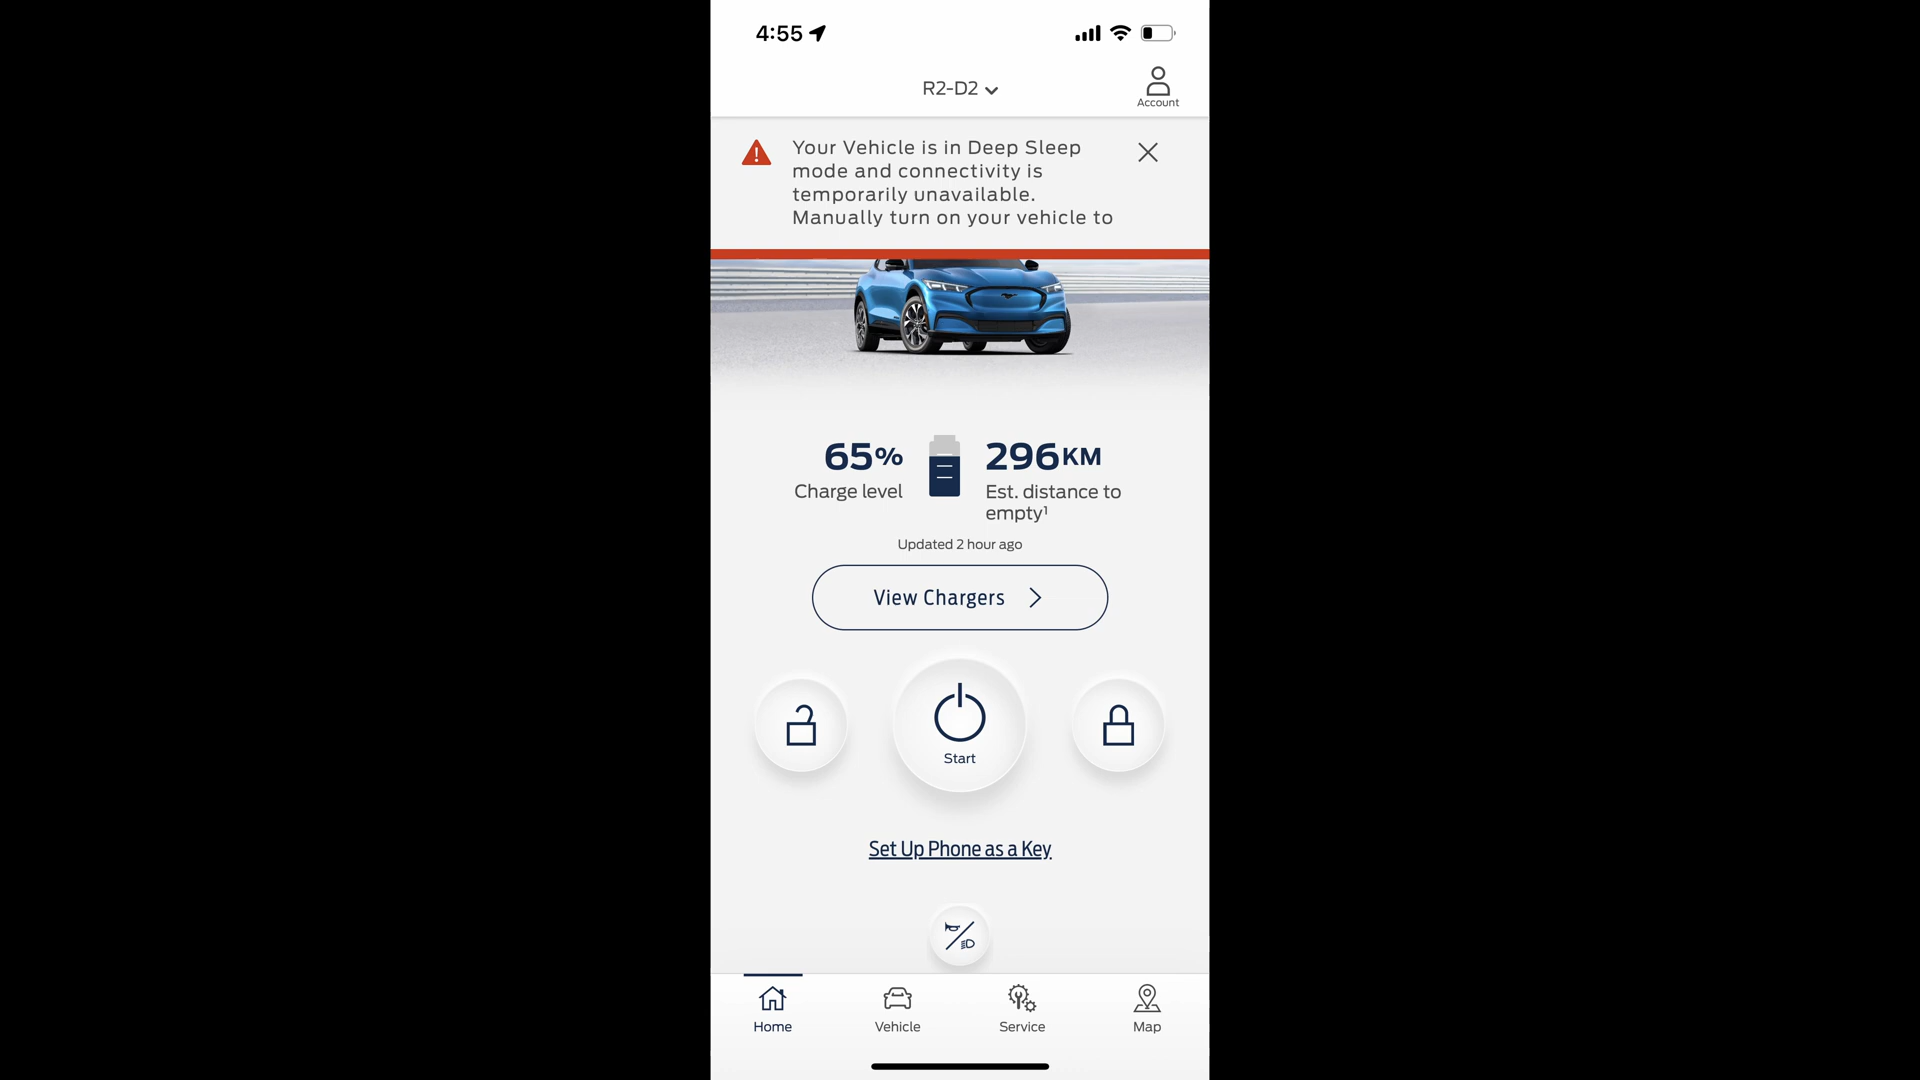 4:55
R2-D2
Account
Your Vehicle is in Deep Sleep
mode and connectivity is
temporarily unavailable.
Manually turn on your vehicle to
65%
Charge level
296KM
Est. distance to
empty¹
Updated 2 hour ago
View Chargers
Start
Set Up Phone as a Key
Home
Vehicle
Service
Map